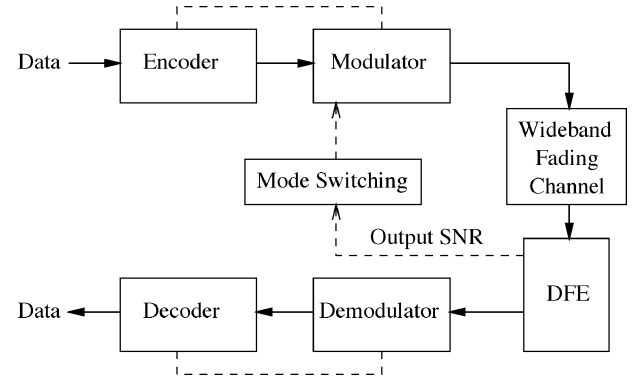 Data
Encoder
Modulator
Wideband
Fading
Channel
Mode Switching
Output SNR
DFE
Data
Decoder
Demodulator